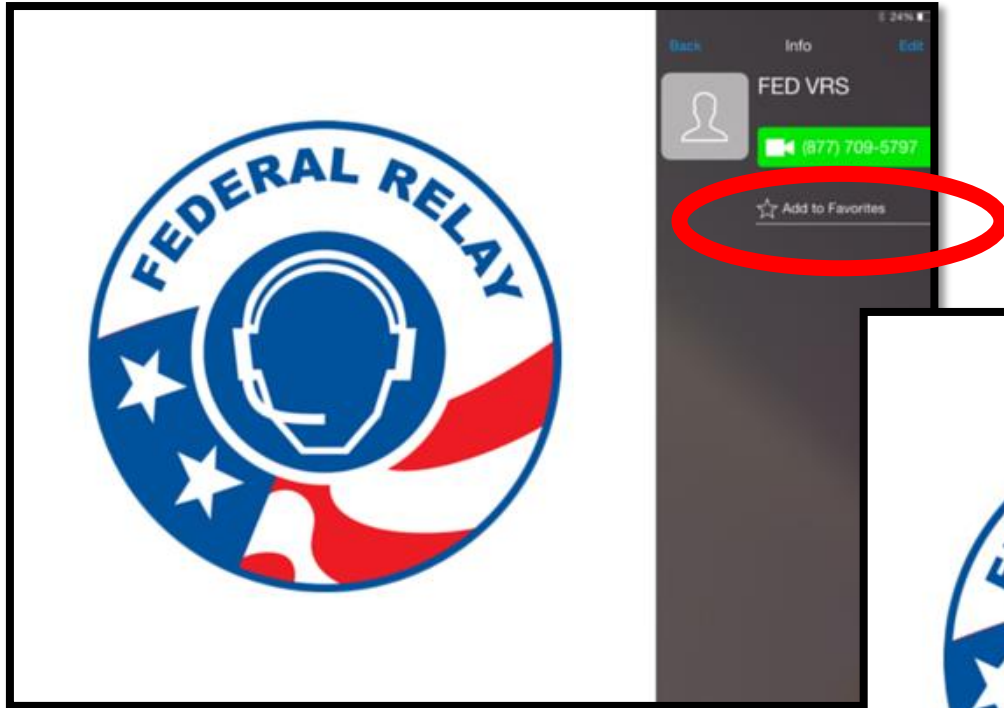 FEDERAL RELAY
24%
Back Info Edit
FED VRS
(877) 709-5797
Add to Favorites